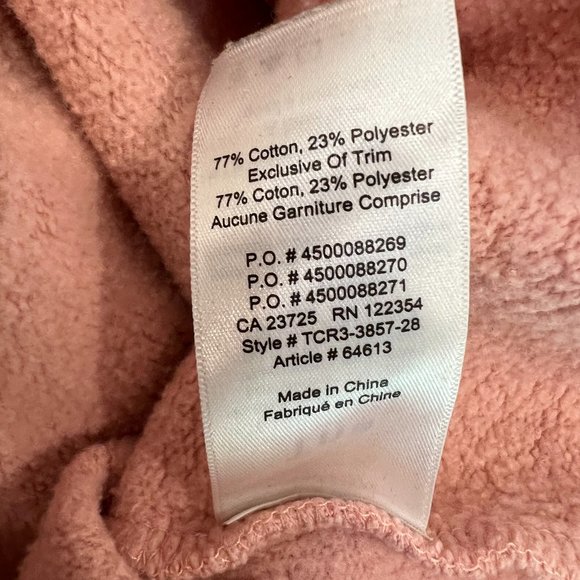 77% Cotton, 23% Polyester
Exclusive Of Trim
77% Coton, 23% Polyester
Aucune Garniture Comprise
P.O. # 4500088269
P.O. # 4500088270
P.O. # 4500088271
CA 23725 RN 122354
Style # TCR3-3857-28
Article # 64613
Made in China
Fabriqué en Chine